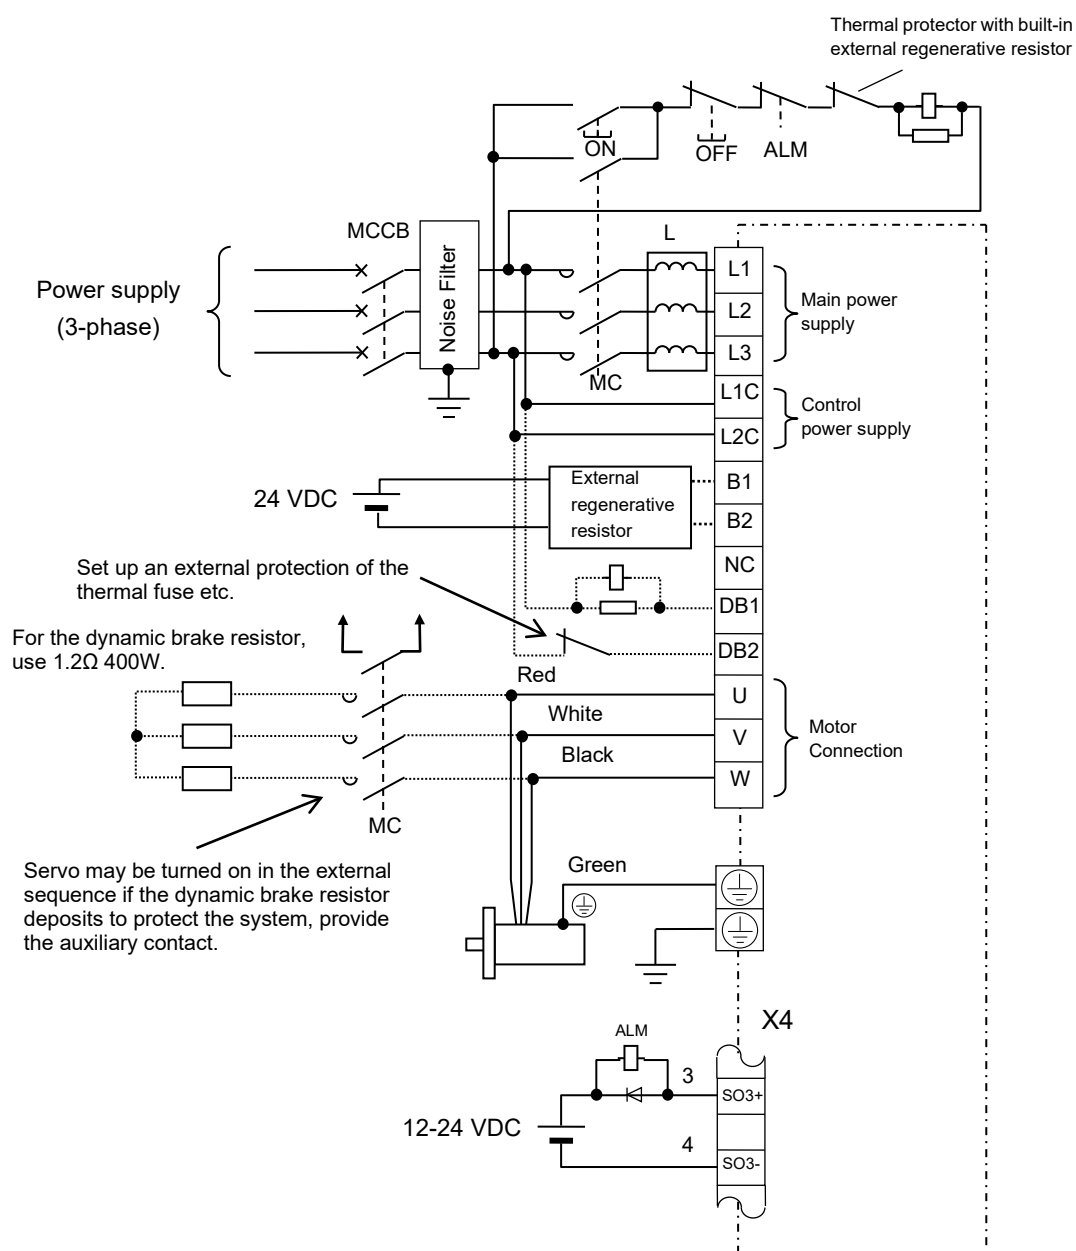 Thermal protector with built-in
external regenerative resistor
ON
OFF
ALM
MCCB
Noise Filter
L
Power supply
(3-phase)
L1
L2
L3
Main power
supply
MC
L1C
L2C
Control
power supply
24 VDC
External
regenerative
resistor
B1
B2
NC
Set up an external protection of the
thermal fuse etc.
DB1
DB2
For the dynamic brake resistor,
use 1.2Ω 400W.
Red
White
Black
U
V
W
Motor
Connection
MC
Servo may be turned on in the external
sequence if the dynamic brake resistor
deposits to protect the system, provide
the auxiliary contact.
Green
X4
ALM
3
SO3+
12-24 VDC
4
SO3-